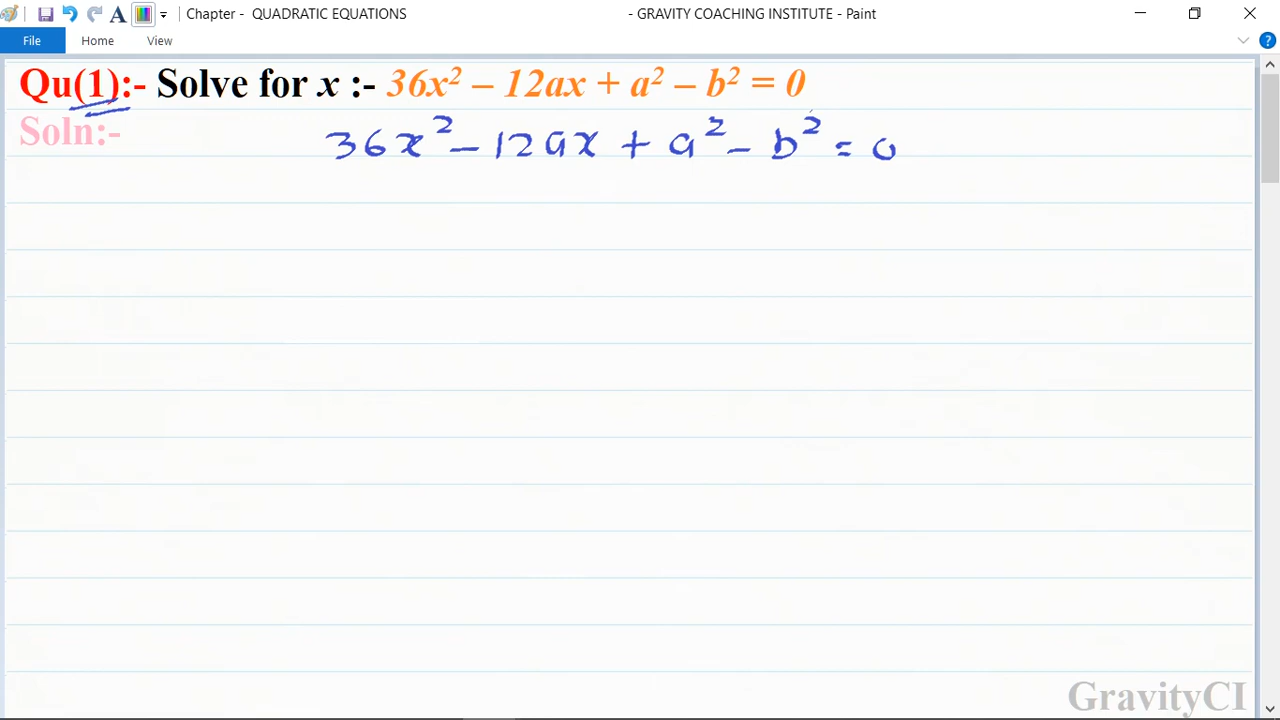 Chapter - QUADRATIC EQUATIONS - GRAVITY COACHING INSTITUTE - Paint
File Home View
Qu(1):- Solve for x :- 36x² – 12ax + a² – b² = 0
Soln:- 36x² - 12ax + a² - b² = 0
GravityCI